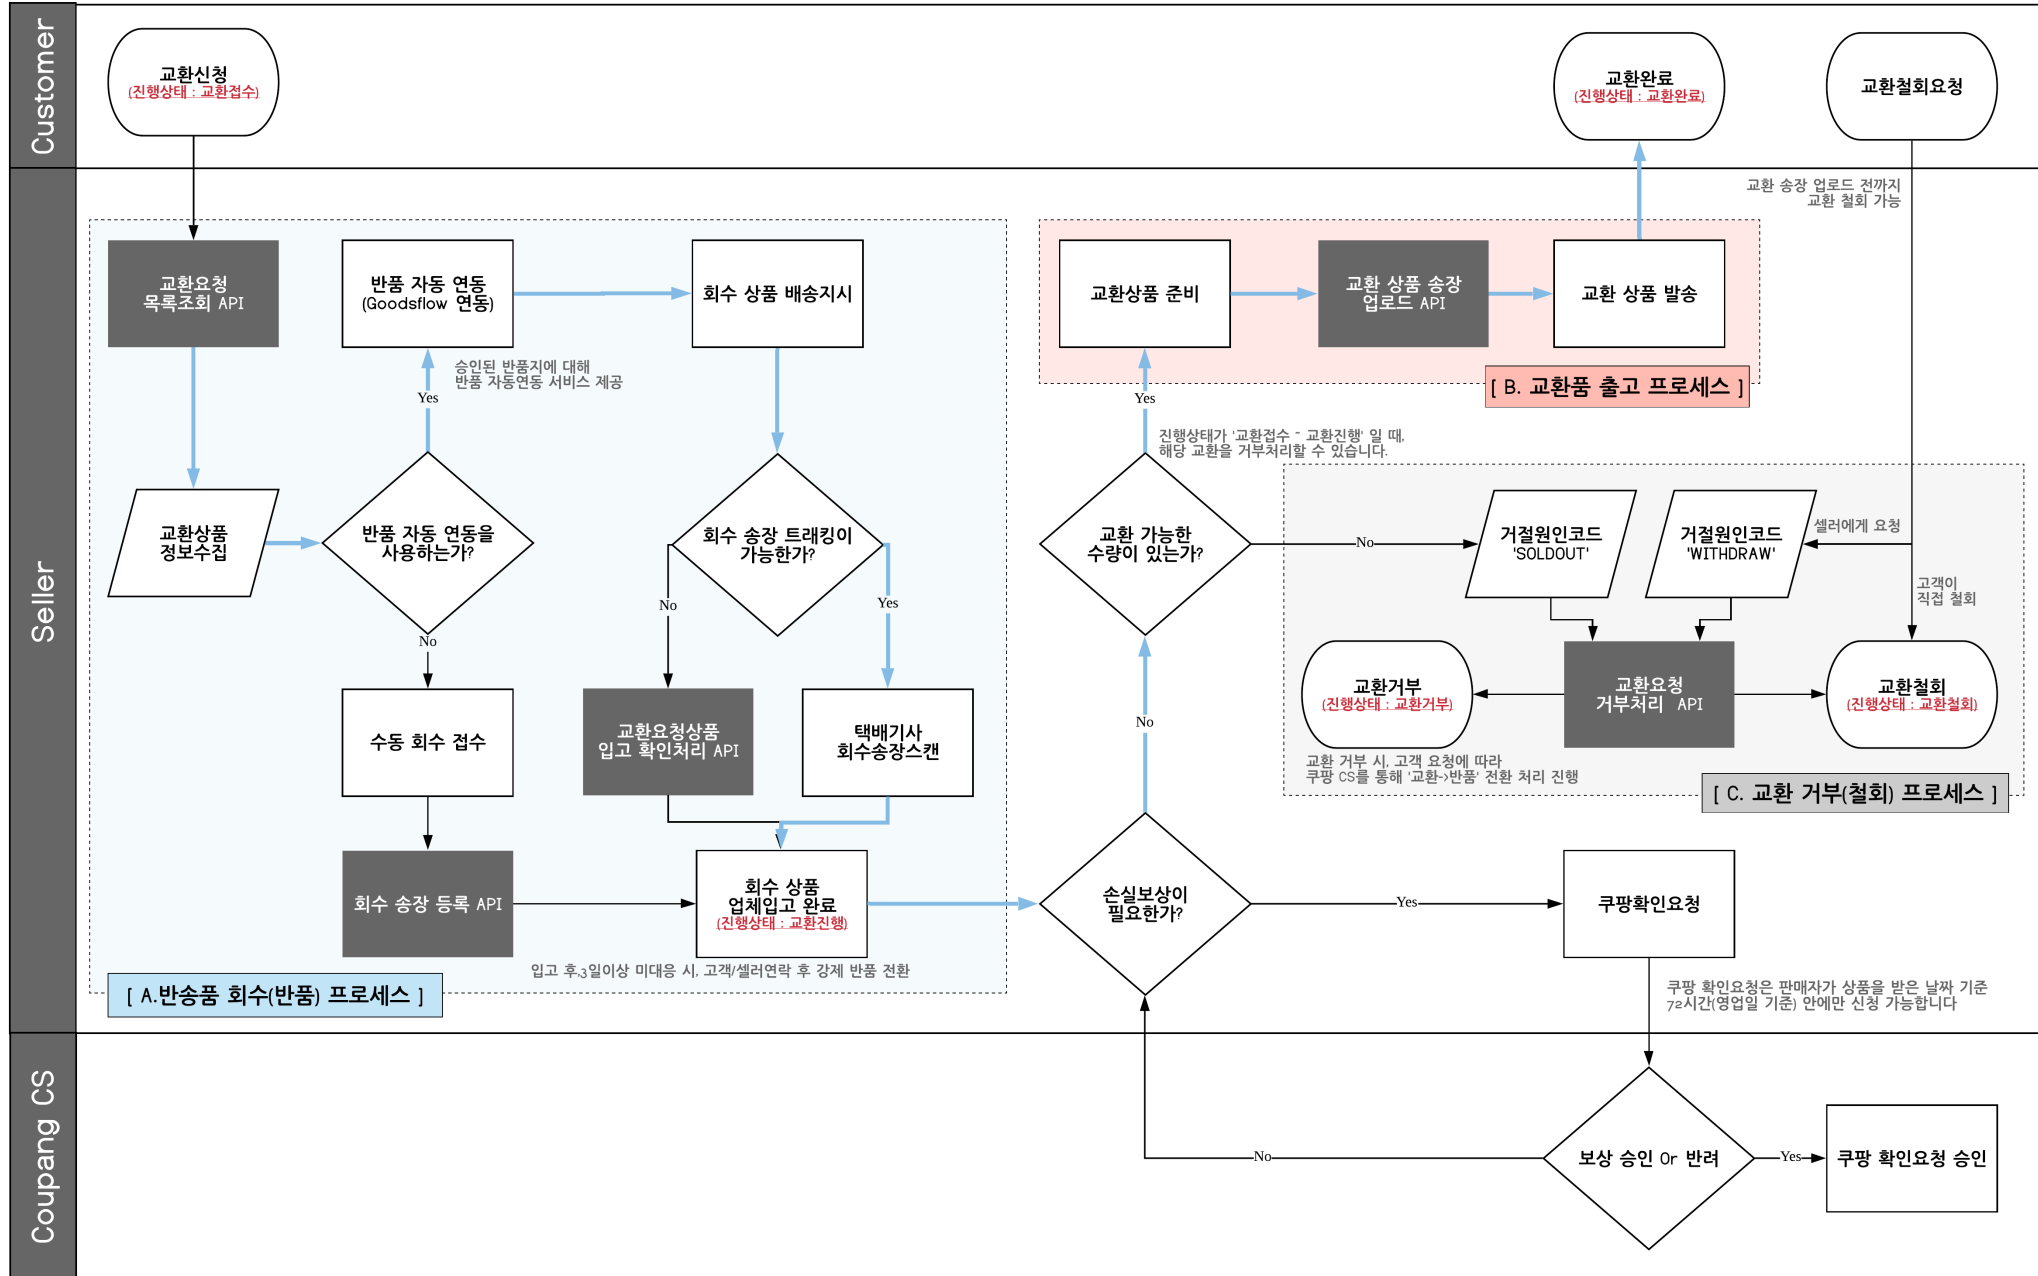 Customer
교환신청
(진행상태 : 교환접수)
교환완료
(진행상태 : 교환완료)
교환철회요청
Seller
교환 송장 업로드 전까지
교환 철회 가능
교환요청
목록조회 API
반품 자동 연동
(Goodsflow 연동)
회수 상품 배송지시
승인된 반품지에 대해
반품 자동연동 서비스 제공
Yes
교환상품
정보수집
반품 자동 연동을
사용하는가?
회수 송장 트래킹이
가능한가?
No
No
Yes
수동 회수 접수
교환요청상품
입고 확인처리 API
택배기사
회수송장스캔
회수 송장 등록 API
회수 상품
업체입고 완료
(진행상태 : 교환진행)
입고 후,3일이상 미대응 시, 고객/셀러연락 후 강제 반품 전환
[ A.반송품 회수(반품) 프로세스 ]
교환상품 준비
교환 상품 송장
업로드 API
교환 상품 발송
[ B. 교환품 출고 프로세스 ]
Yes
진행상태가 '교환접수 ~ 교환진행' 일 때,
해당 교환을 거부처리할 수 있습니다.
교환 가능한
수량이 있는가?
No
거절원인코드
'SOLDOUT'
거절원인코드
'WITHDRAW'
셀러에게 요청
고객이
직접 철회
교환거부
(진행상태 : 교환거부)
교환요청
거부처리 API
교환철회
(진행상태 : 교환철회)
교환 거부 시, 고객 요청에 따라
쿠팡 CS를 통해 '교환->반품' 전환 처리 진행
[ C. 교환 거부(철회) 프로세스 ]
No
손실보상이
필요한가?
Yes
쿠팡확인요청
쿠팡 확인요청은 판매자가 상품을 받은 날짜 기준
72시간(영업일 기준) 안에만 신청 가능합니다
Coupang CS
No
보상 승인 Or 반려
Yes
쿠팡 확인요청 승인